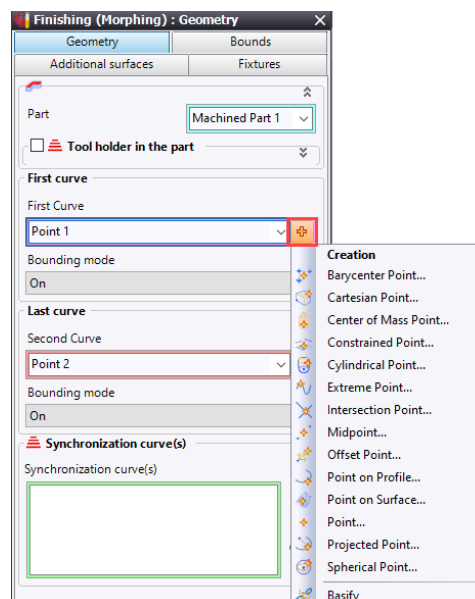 Finishing (Morphing) : Geometry
Geometry
Bounds
Additional surfaces
Fixtures
Part
Machined Part 1
Tool holder in the part
First curve
First Curve
Point 1
Bounding mode
On
Last curve
Second Curve
Point 2
Bounding mode
On
Synchronization curve(s)
Synchronization curve(s)
Creation
Barycenter Point...
Cartesian Point...
Center of Mass Point...
Constrained Point...
Cylindrical Point...
Extreme Point...
Intersection Point...
Midpoint...
Offset Point...
Point on Profile...
Point on Surface...
Point...
Projected Point...
Spherical Point...
Basify